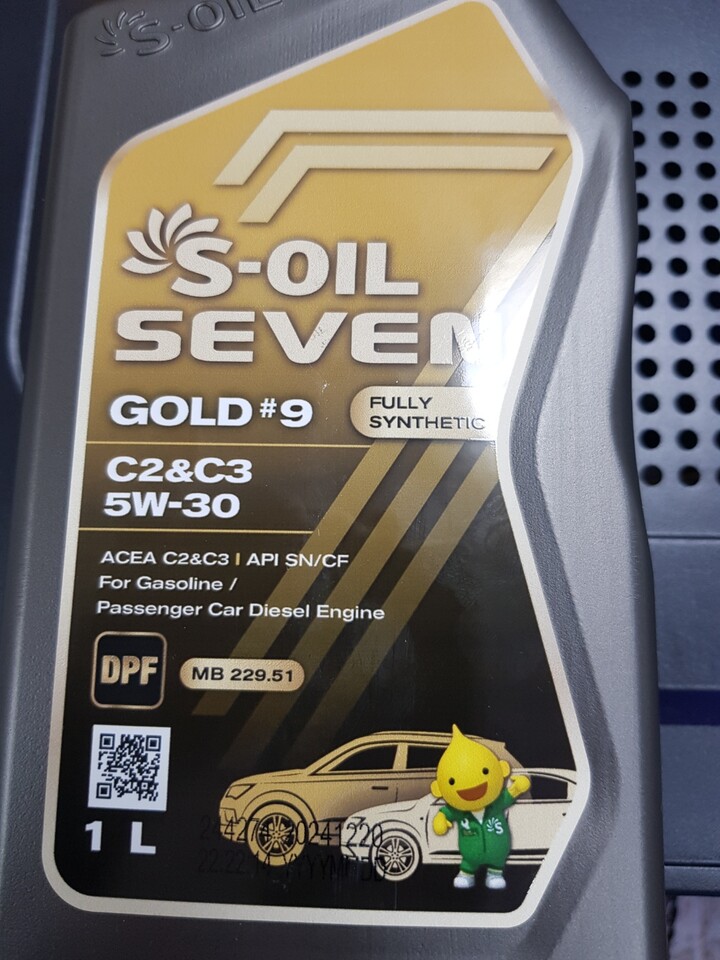 S-OIL
S-OIL
SEVEN
GOLD #9
FULLY
SYNTHETIC
C2&C3
5W-30
ACEA C2&C3 | API SN/CF
For Gasoline /
Passenger Car Diesel Engine
DPF
MB 229.51
1 L
20241220